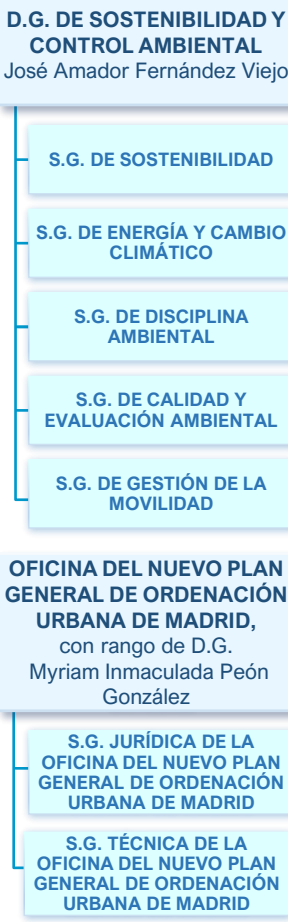 D.G. DE SOSTENIBILIDAD Y
CONTROL AMBIENTAL
José Amador Fernández Viejo
S.G. DE SOSTENIBILIDAD
S.G. DE ENERGÍA Y CAMBIO
CLIMÁTICO
S.G. DE DISCIPLINA
AMBIENTAL
S.G. DE CALIDAD Y
EVALUACIÓN AMBIENTAL
S.G. DE GESTIÓN DE LA
MOVILIDAD
OFICINA DEL NUEVO PLAN
GENERAL DE ORDENACIÓN
URBANA DE MADRID,
con rango de D.G.
Myriam Inmaculada Peón
González
S.G. JURÍDICA DE LA
OFICINA DEL NUEVO PLAN
GENERAL DE ORDENACIÓN
URBANA DE MADRID
S.G. TÉCNICA DE LA
OFICINA DEL NUEVO PLAN
GENERAL DE ORDENACIÓN
URBANA DE MADRID